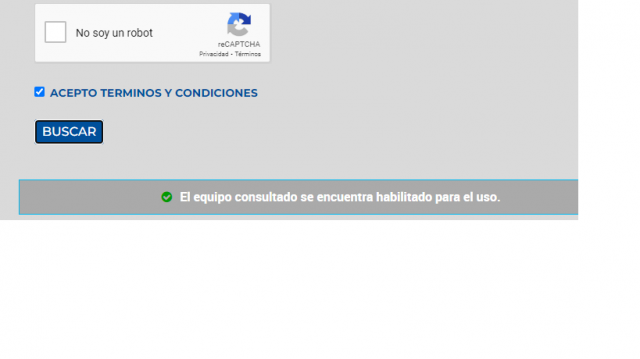 No soy un robot
reCAPTCHA
Privacidad - Términos
ACEPTO TERMINOS Y CONDICIONES
BUSCAR
El equipo consultado se encuentra habilitado para el uso.